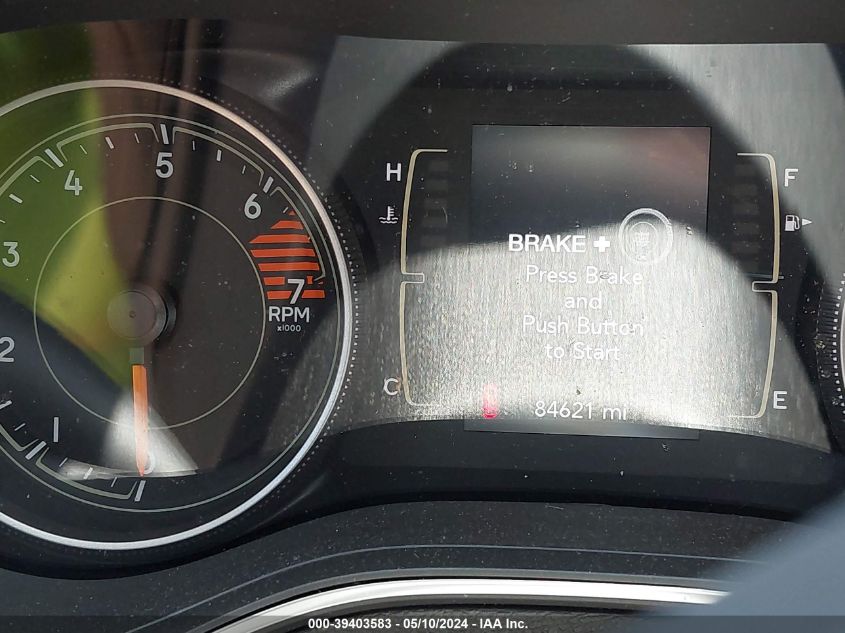 1
2
3
4
5
6
7
RPM
x1000
0
H
C
F
E
BRAKE +
Press Brake
and
Push Button
to Start
84621 mi
000-39403583 - 05/10/2024 - IAA Inc.